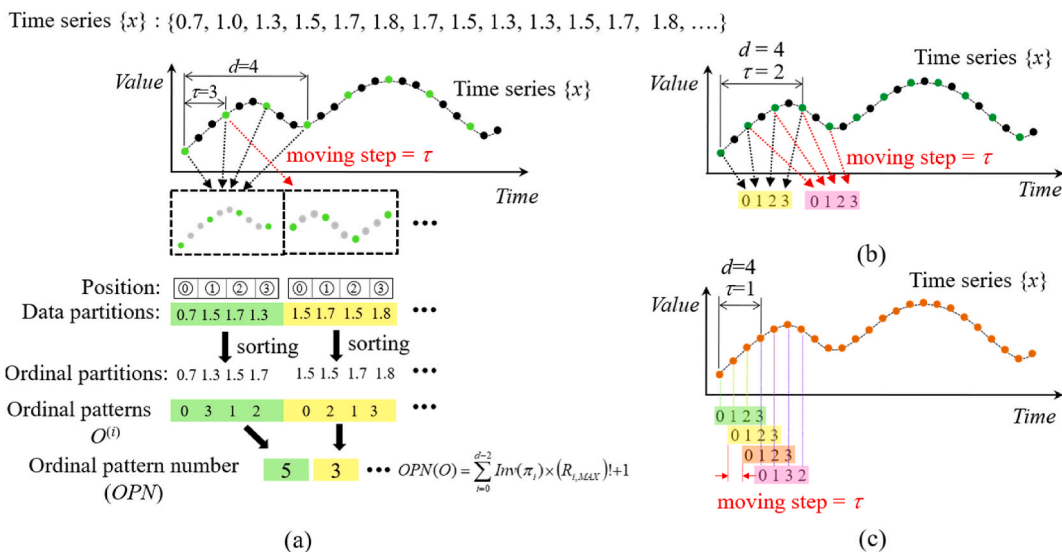 Time series {x} : {0.7, 1.0, 1.3, 1.5, 1.7, 1.8, 1.7, 1.5, 1.3, 1.3, 1.5, 1.7, 1.8, ....}
Value
d=4
τ=3
Time series {x}
moving step = τ
Time
•••
Position: ⓪ ① ② ③ ⓪ ① ② ③
Data partitions: 0.7 1.5 1.7 1.3 1.5 1.7 1.5 1.8 •••
sorting sorting
Ordinal partitions: 0.7 1.3 1.5 1.7 1.5 1.5 1.7 1.8 •••
Ordinal patterns 0 3 1 2 0 2 1 3 •••
O^(i)
Ordinal pattern number
(OPN)
5 3 ••• OPN(O) = \sum_{i=0}^{d-2} Inv(π_i)×(R_{i,MAX})!+1
(a)
d = 4
τ = 2
Value
Time series {x}
moving step = τ
Time
0 1 2 3 0 1 2 3
(b)
d=4
τ=1
Value
Time series {x}
Time
0 1 2 3
0 1 2 3
0 1 2 3
0 1 3 2
moving step = τ
(c)